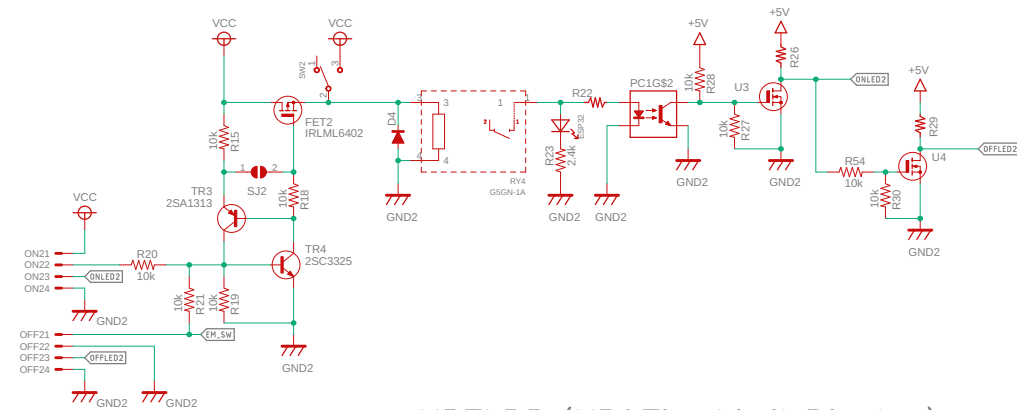 VCC
VCC
+5V
+5V
+5V
SW2
1
3
2
FET2
IRLML6402
10k
R15
1
2
SJ2
10k
R18
TR3
2SA1313
TR4
2SC3325
VCC
ON21
ON22
ON23
ON24
R20
10k
ONLED2
GND2
10k
R21
10k
R19
OFF21
OFF22
OFF23
OFF24
EM_SW
OFFLED2
GND2
GND2
GND2
D4
GND2
3
3
4
4
1
1
2
1
RY4
G5GN-1A
ESP32
R23
2.4k
GND2
R22
PC1G$2
GND2
GND2
10k
R28
U3
10k
R27
GND2
R26
ONLED2
R54
10k
10k
R30
R29
U4
OFFLED2
GND2